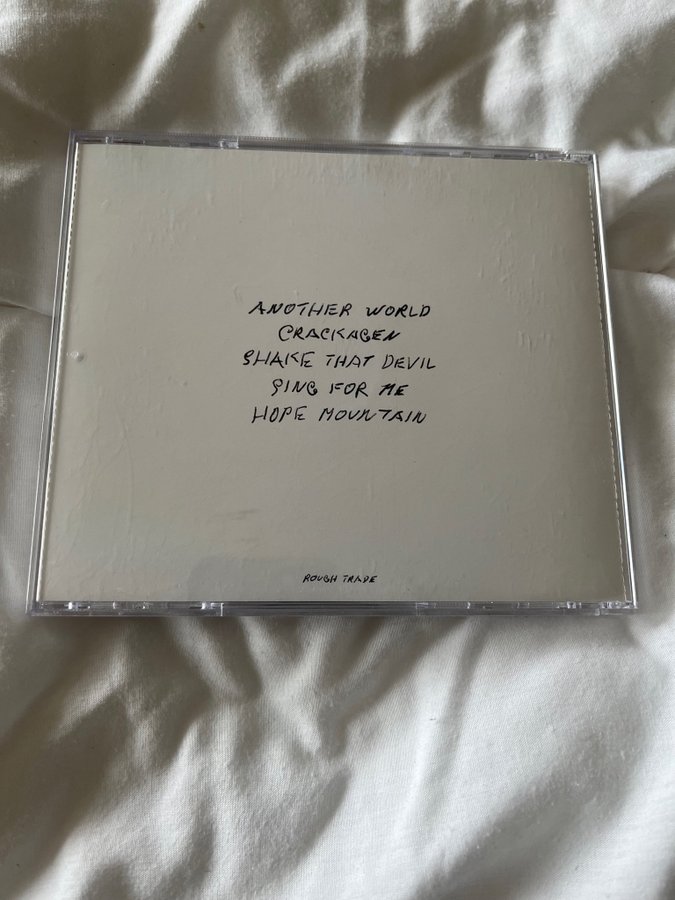 ANOTHER WORLD
CRACKAGEN
SHAKE THAT DEVIL
SING FOR ME
HOPE MOUNTAIN
ROUGH TRADE